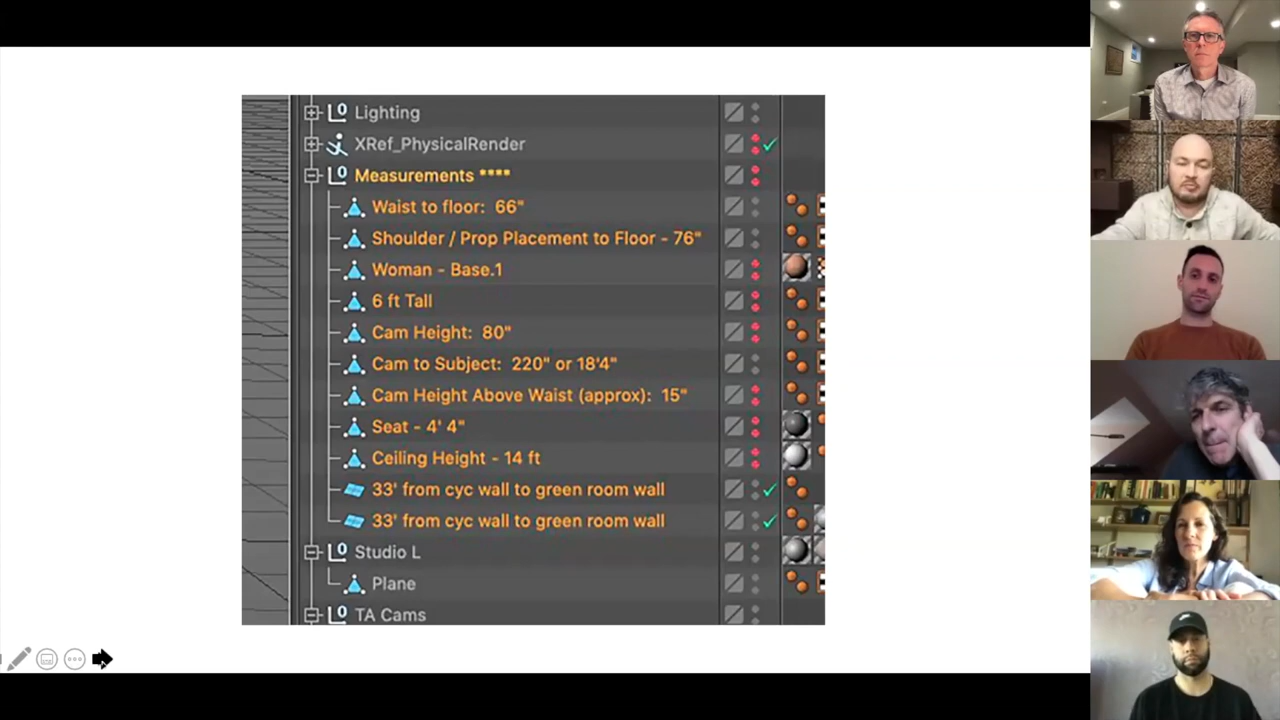 Lighting
XRef_PhysicalRender
Measurements ****
Waist to floor:  66"
Shoulder / Prop Placement to Floor - 76"
Woman - Base.1
6 ft Tall
Cam Height:  80"
Cam to Subject:  220" or 18'4"
Cam Height Above Waist (approx):  15"
Seat - 4' 4"
Ceiling Height - 14 ft
33' from cyc wall to green room wall
33' from cyc wall to green room wall
Studio L
Plane
TA Cams